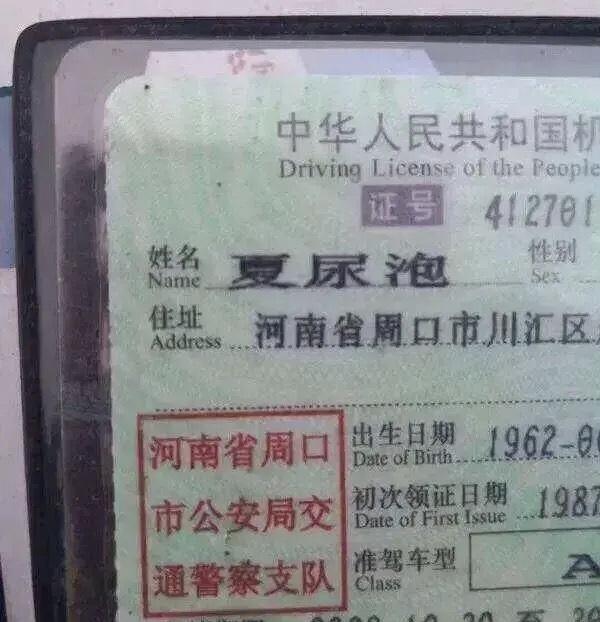 中华人民共和国机
Driving License of the People
证号 412701
姓名 夏尿泡 性别
Name Sex
住址 河南省周口市川汇区
Address
河南省周口
市公安局交
通警察支队
出生日期 1962-0
Date of Birth
初次领证日期 1987
Date of First Issue
准驾车型 A
Class